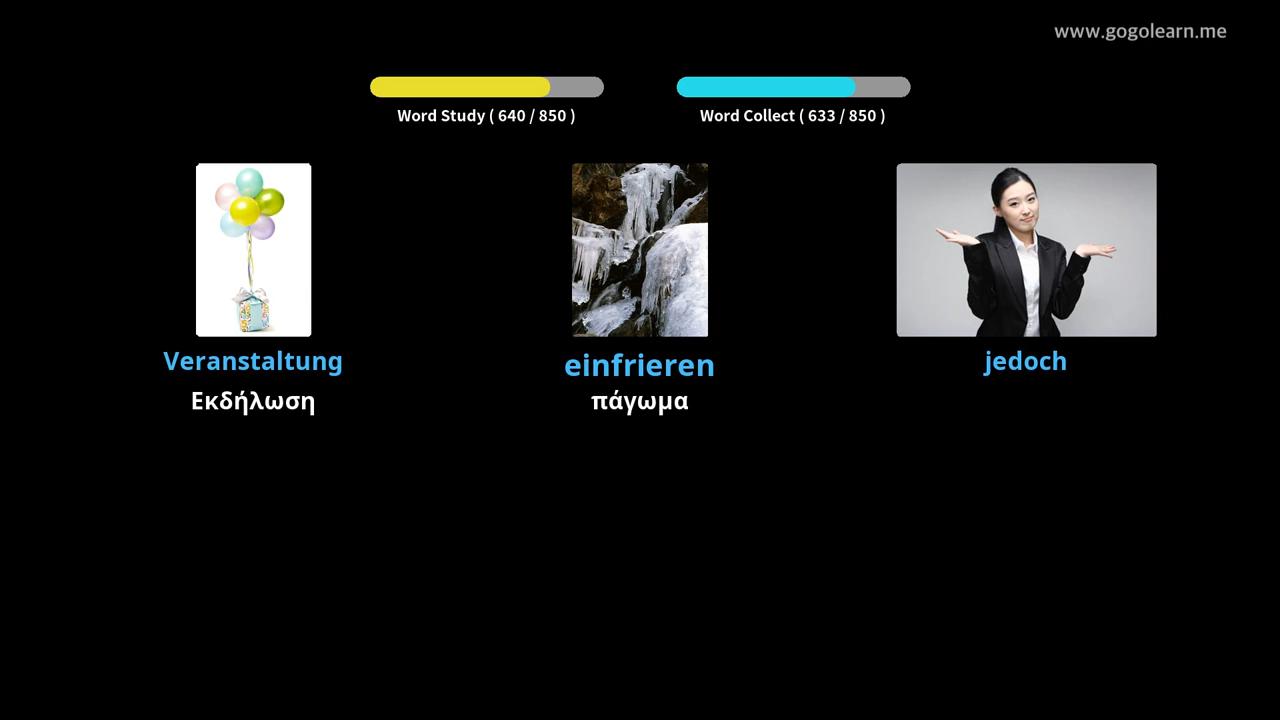 www.gogolearn.me
Word Study ( 640 / 850 )
Word Collect ( 633 / 850 )
Veranstaltung
Εκδήλωση
einfrieren
πάγωμα
jedoch